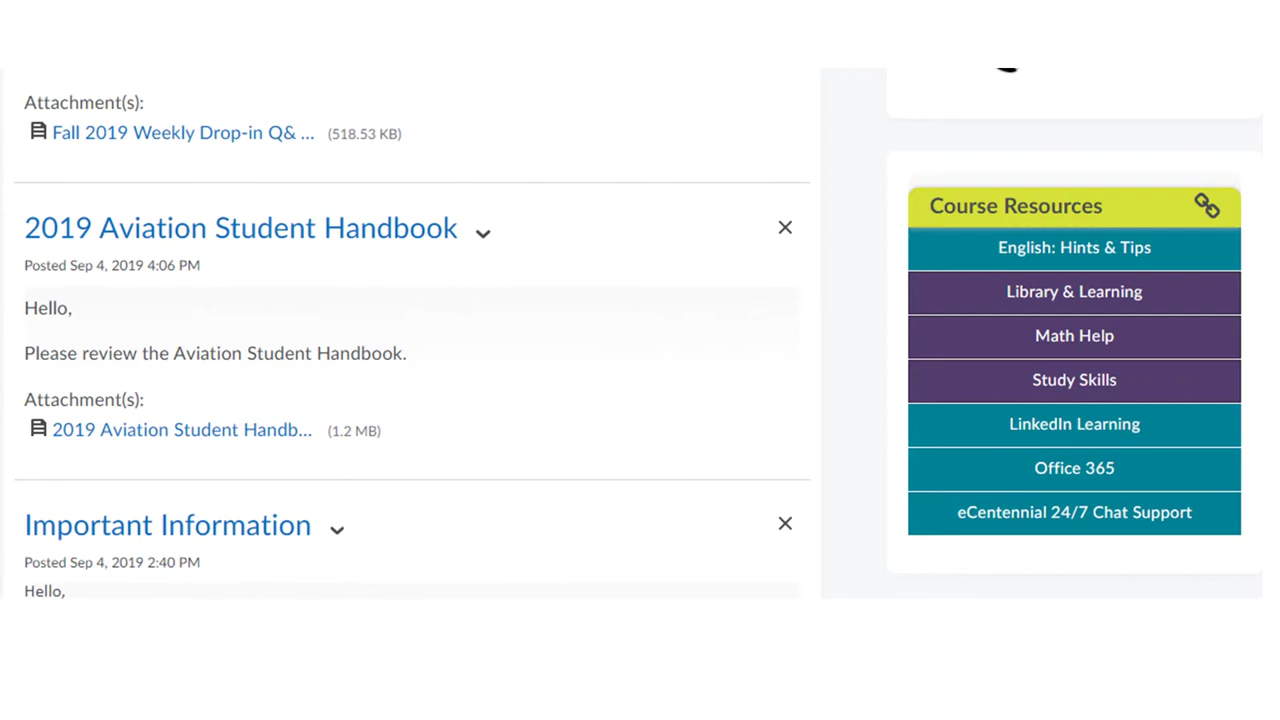 Attachment(s):
Fall 2019 Weekly Drop-in Q& ... (518.53 KB)
2019 Aviation Student Handbook
Posted Sep 4, 2019 4:06 PM
Hello,
Please review the Aviation Student Handbook.
Attachment(s):
2019 Aviation Student Handb... (1.2 MB)
Important Information
Posted Sep 4, 2019 2:40 PM
Hello,
Course Resources
English: Hints & Tips
Library & Learning
Math Help
Study Skills
LinkedIn Learning
Office 365
eCentennial 24/7 Chat Support